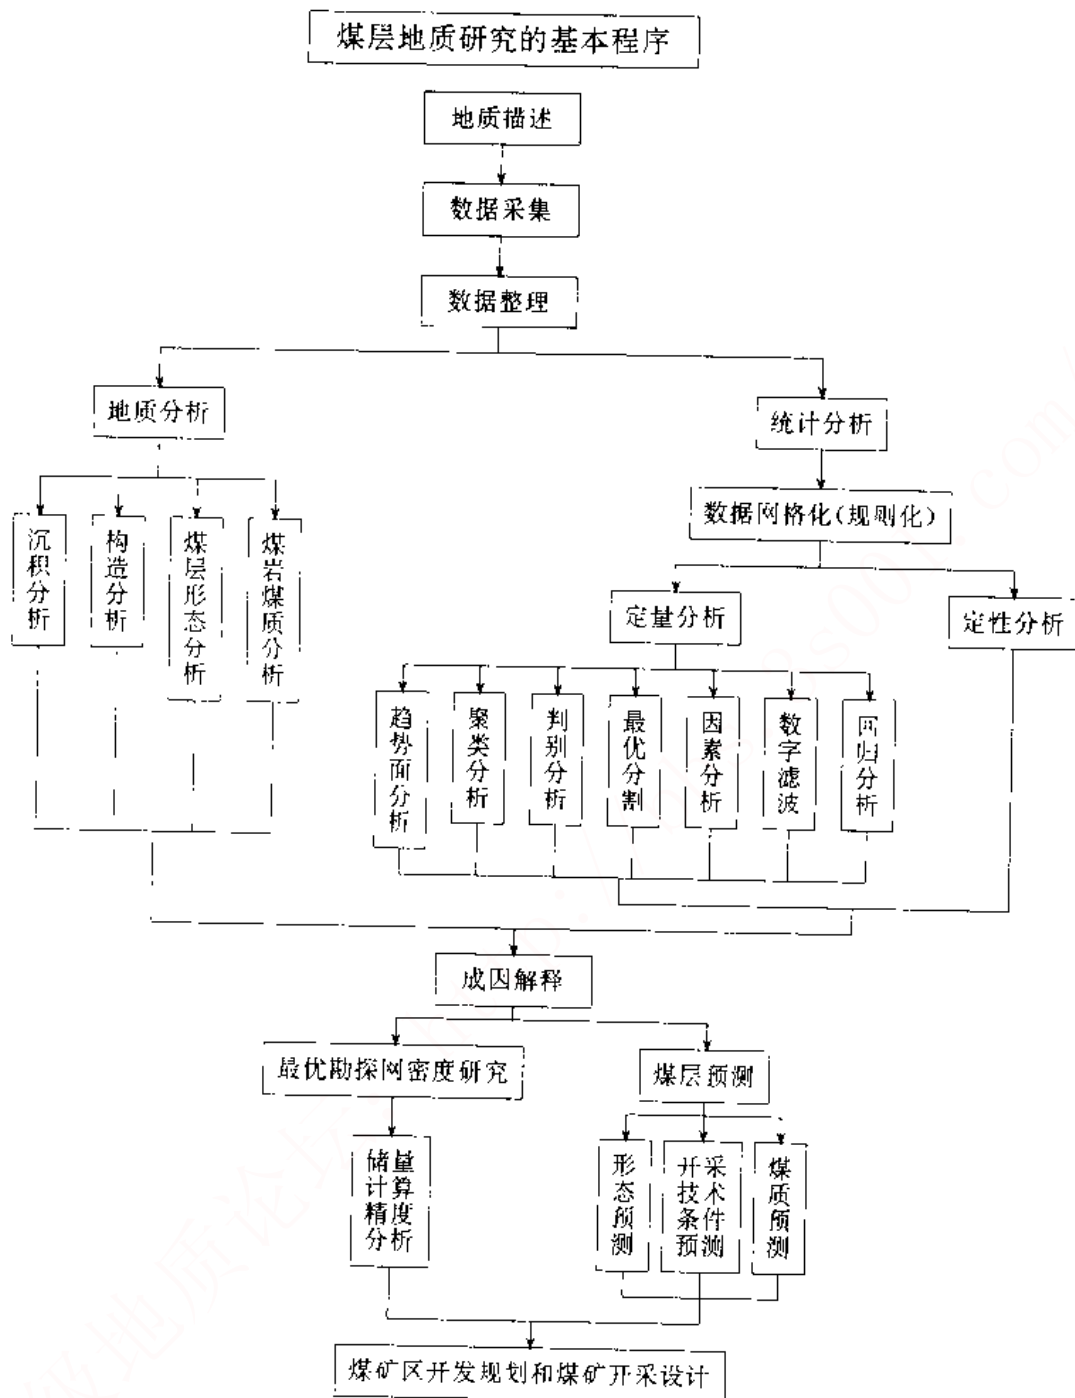 煤层地质研究的基本程序
地质描述
数据采集
数据整理
地质分析
统计分析
数据网格化(规则化)
沉积分析
构造分析
煤层形态分析
煤岩煤质分析
定量分析
定性分析
趋势面分析
聚类分析
判别分析
最优分割
因素分析
数字滤波
回归分析
成因解释
最优勘探网密度研究
煤层预测
储量
计算
精度
分析
形态预测
开采
技术
条件
预测
煤质预测
煤矿区开发规划和煤矿开采设计